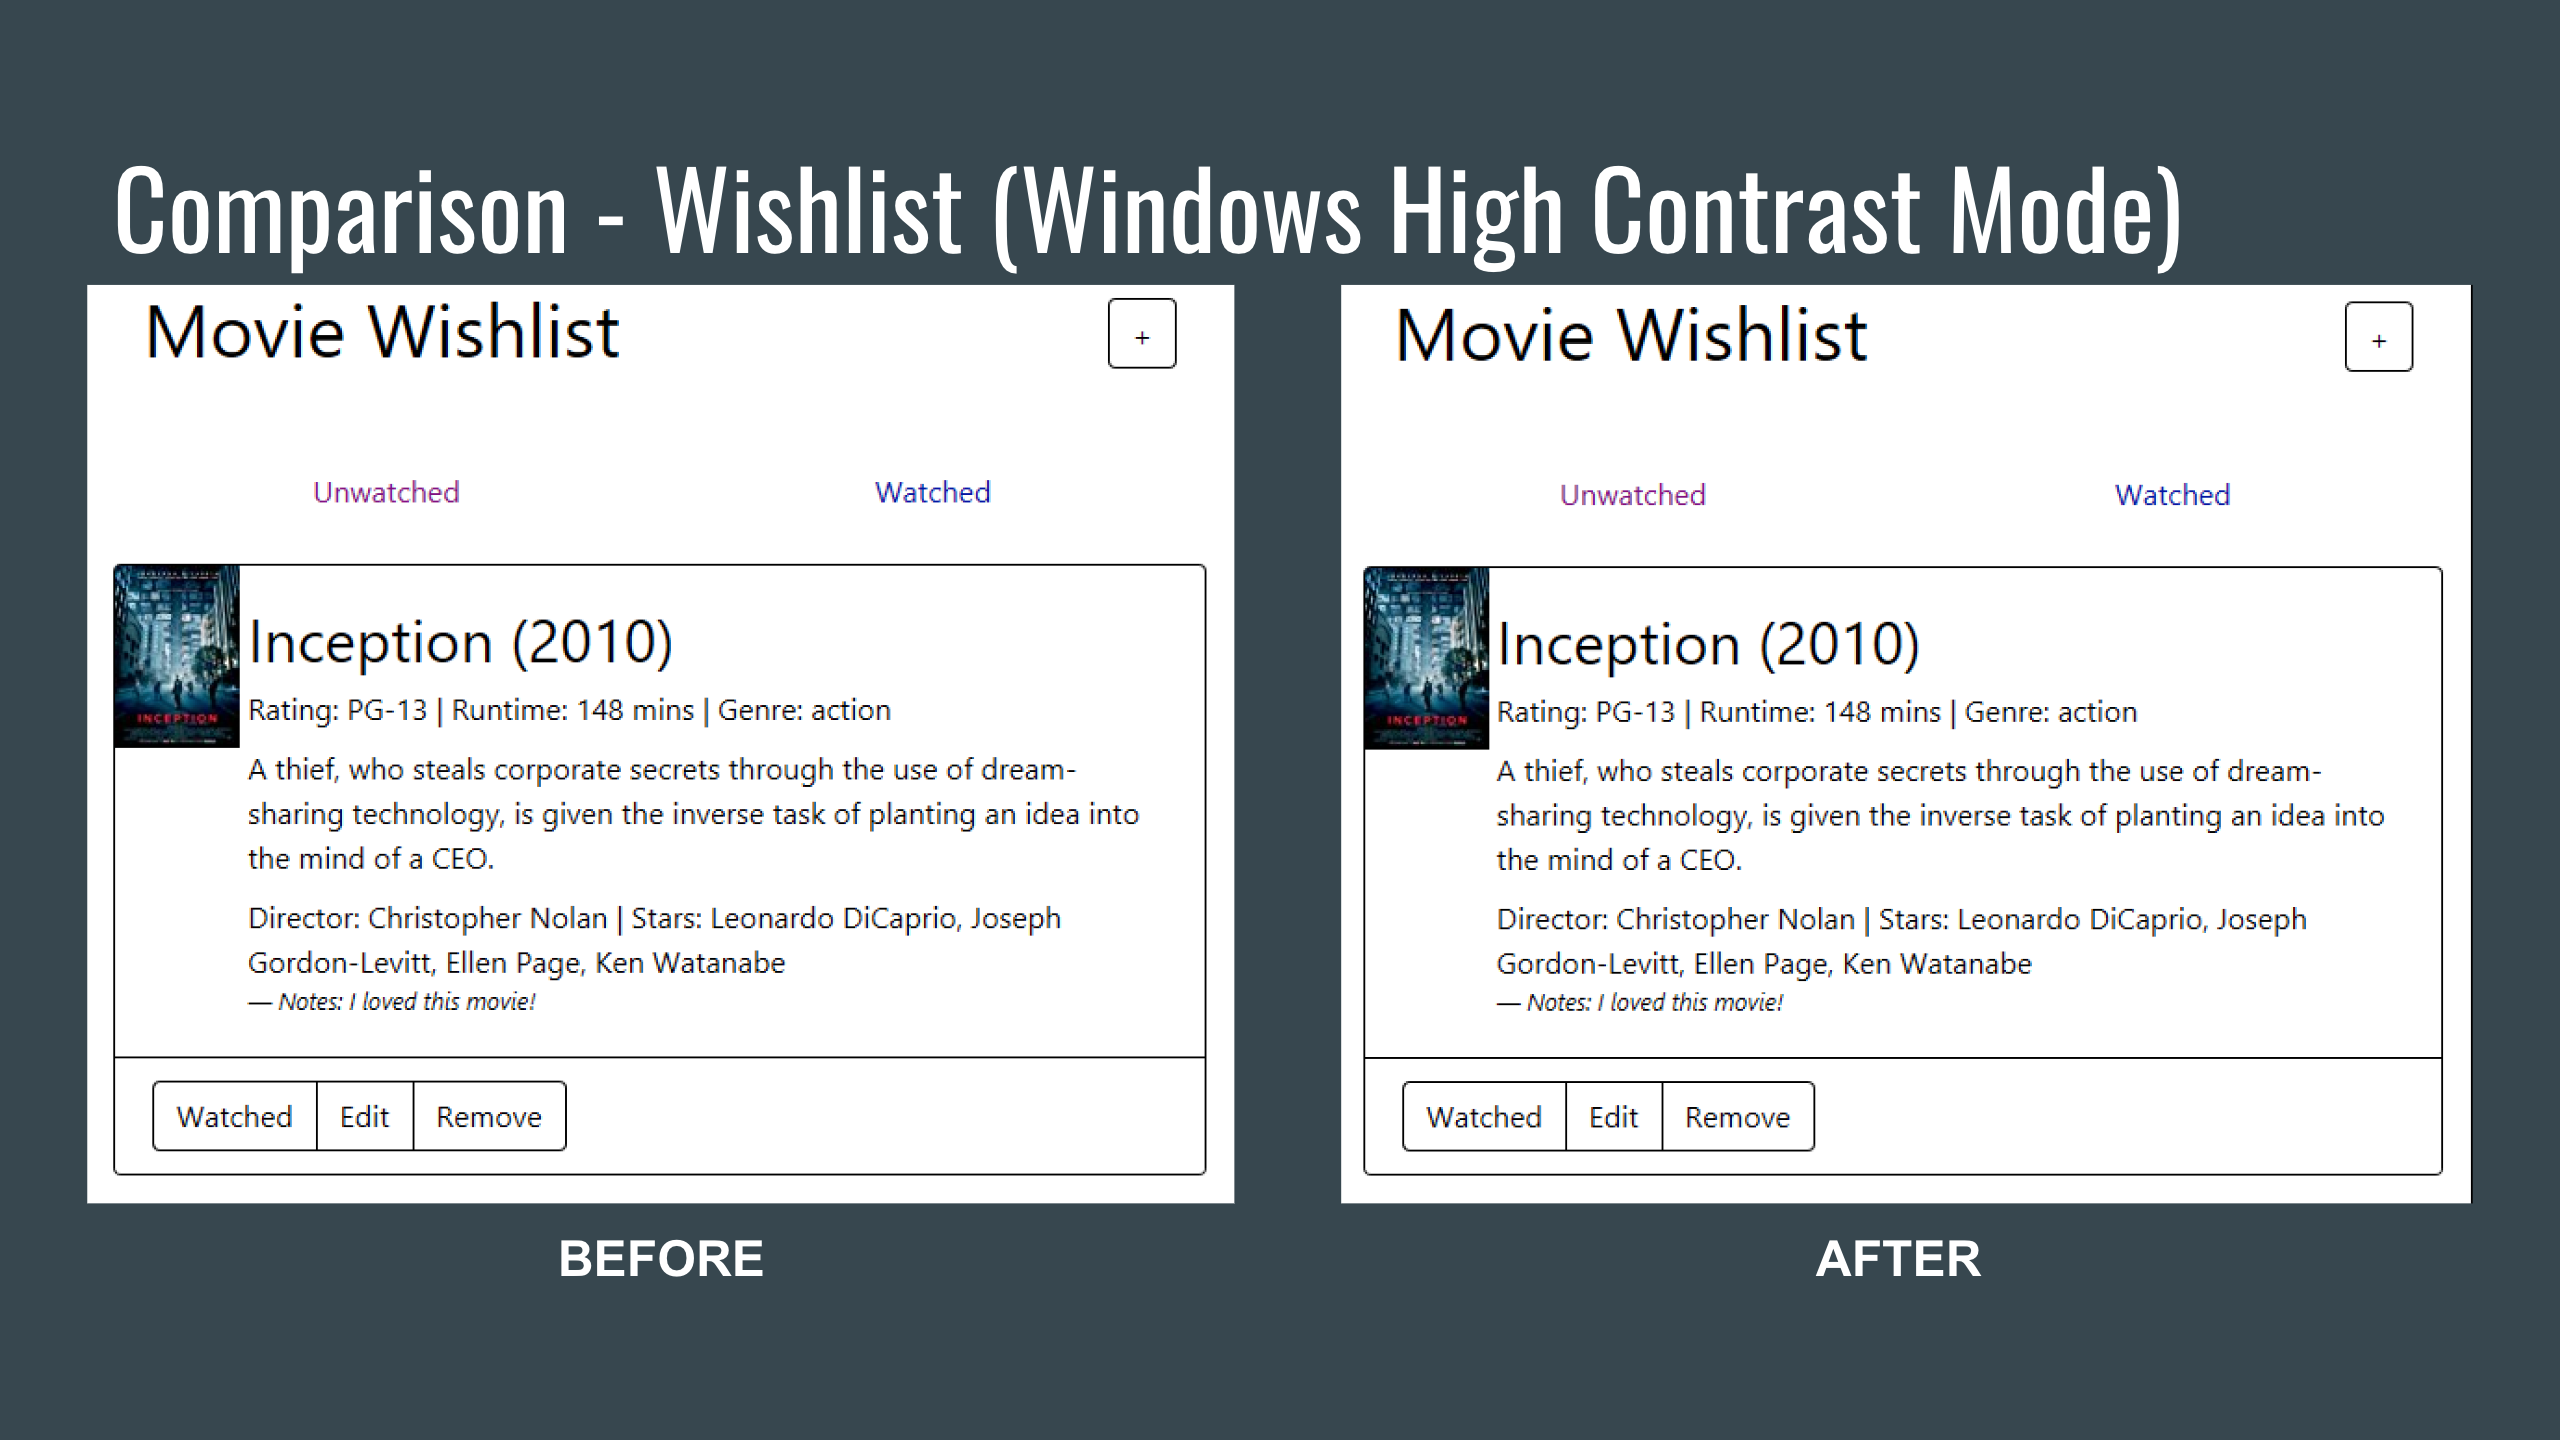 Comparison - Wishlist (Windows High Contrast Mode)
Movie Wishlist
+
Unwatched
Watched
INCEPTION
Inception (2010)
Rating: PG-13 | Runtime: 148 mins | Genre: action
A thief, who steals corporate secrets through the use of dream-
sharing technology, is given the inverse task of planting an idea into
the mind of a CEO.
Director: Christopher Nolan | Stars: Leonardo DiCaprio, Joseph
Gordon-Levitt, Ellen Page, Ken Watanabe
— Notes: I loved this movie!
Watched
Edit
Remove
BEFORE
Movie Wishlist
+
Unwatched
Watched
INCEPTION
Inception (2010)
Rating: PG-13 | Runtime: 148 mins | Genre: action
A thief, who steals corporate secrets through the use of dream-
sharing technology, is given the inverse task of planting an idea into
the mind of a CEO.
Director: Christopher Nolan | Stars: Leonardo DiCaprio, Joseph
Gordon-Levitt, Ellen Page, Ken Watanabe
— Notes: I loved this movie!
Watched
Edit
Remove
AFTER